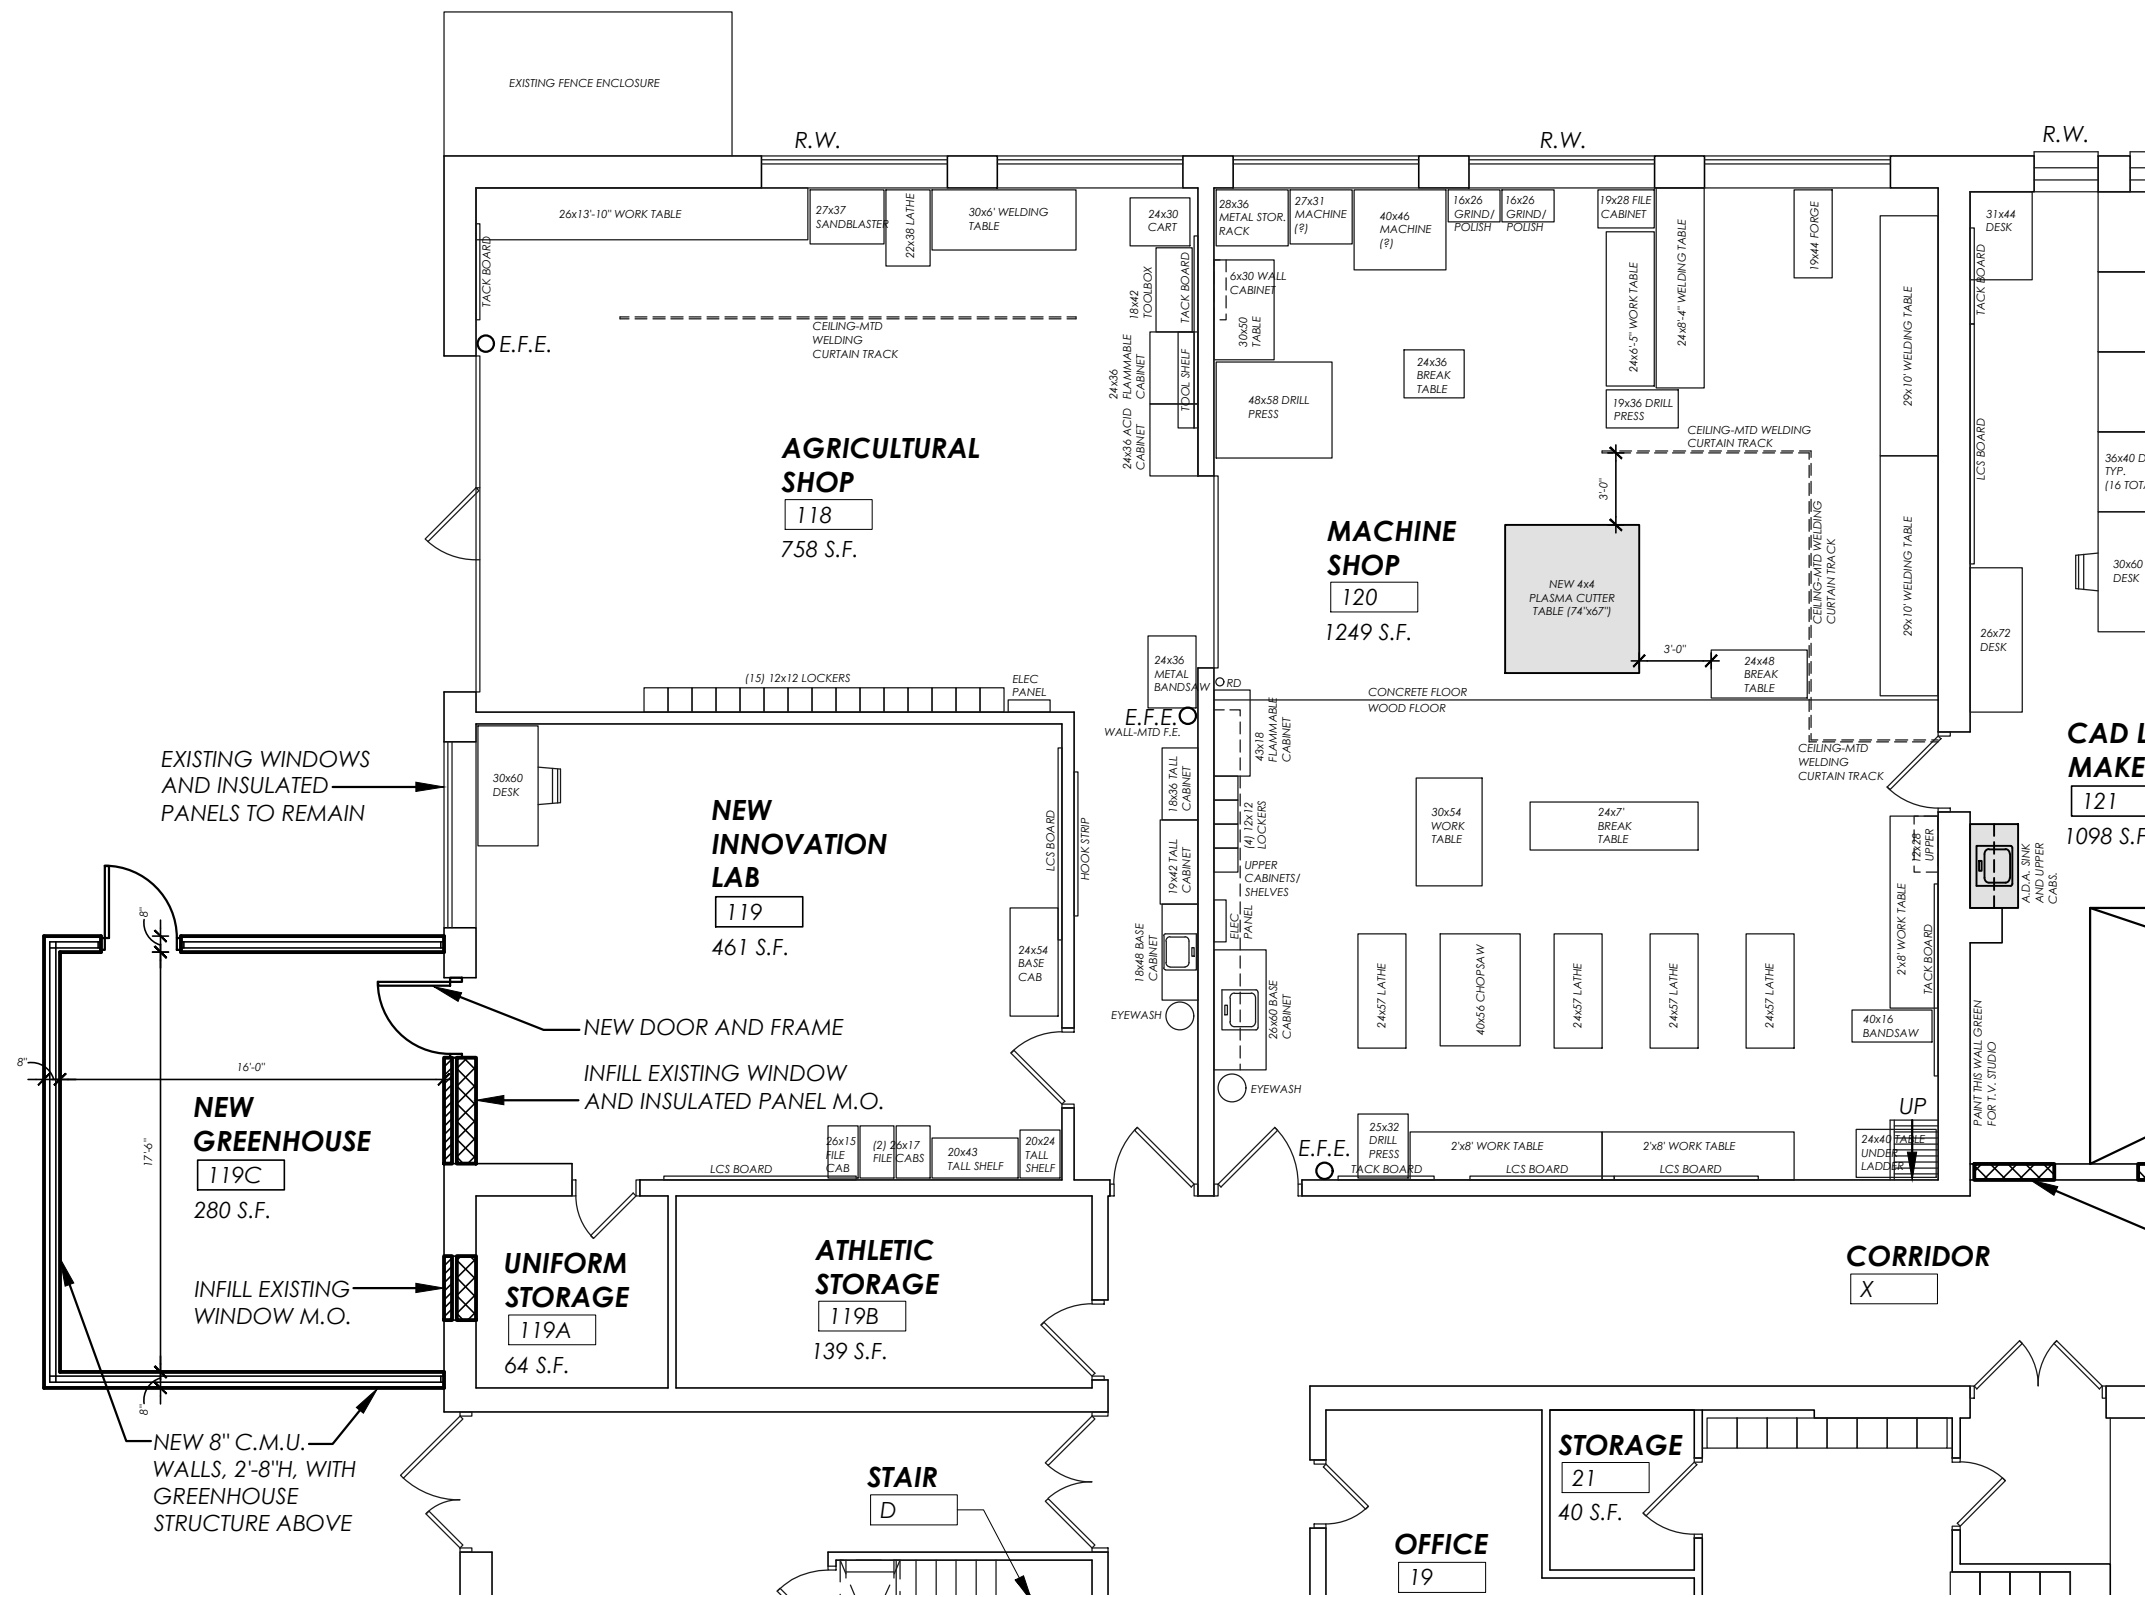 EXISTING FENCE ENCLOSURE
R.W.
R.W.
R.W.
26x13'-10" WORK TABLE
27x37
SANDBLASTER
22x38 LATHE
30x6' WELDING
TABLE
24x30
CART
TACK BOARD
18x42
TOOLBOX
TACK BOARD
E.F.E.
CEILING-MTD
WELDING
CURTAIN TRACK
24x36
FLAMMABLE
CABINET
TOOL SHELF
24x36 ACID
CABINET
AGRICULTURAL
SHOP
118
758 S.F.
(15) 12x12 LOCKERS
ELEC
PANEL
24x36
METAL
BANDSAW
E.F.E.
WALL-MTD F.E.
28x36
METAL STOR.
RACK
27x31
MACHINE
(?)
40x46
MACHINE
(?)
16x26
GRIND/
POLISH
16x26
GRIND/
POLISH
19x28 FILE
CABINET
6x30 WALL
CABINET
30x50
TABLE
48x58 DRILL
PRESS
24x36
BREAK
TABLE
24x6'-5" WORK TABLE
24x8'-4" WELDING TABLE
19x44 FORGE
29x10' WELDING TABLE
19x36 DRILL
PRESS
CEILING-MTD WELDING
CURTAIN TRACK
3'-0"
MACHINE
SHOP
120
1249 S.F.
NEW 4x4
PLASMA CUTTER
TABLE (74"x67")
CEILING-MTD WELDING
CURTAIN TRACK
29x10' WELDING TABLE
3'-0"
24x48
BREAK
TABLE
RD
CONCRETE FLOOR
WOOD FLOOR
CEILING-MTD
WELDING
CURTAIN TRACK
31x44
DESK
TACK BOARD
LCS BOARD
36x40 D
TYP.
(16 TOTA
30x60
DESK
26x72
DESK
CAD L
MAKE
121
1098 S.F
EXISTING WINDOWS
AND INSULATED
PANELS TO REMAIN
30x60
DESK
NEW
INNOVATION
LAB
119
461 S.F.
LCS BOARD
HOOK STRIP
24x54
BASE
CAB
18x36 TALL
CABINET
19x42 TALL
CABINET
18x48 BASE
CABINET
EYEWASH
43x18
FLAMMABLE
CABINET
(4) 12x12
LOCKERS
UPPER
CABINETS/
SHELVES
ELEC
PANEL
26x60 BASE
CABINET
EYEWASH
30x54
WORK
TABLE
24x7'
BREAK
TABLE
24x57 LATHE
40x56 CHOPSAW
24x57 LATHE
24x57 LATHE
24x57 LATHE
12x28
UPPER
2'x8' WORK TABLE
TACK BOARD
40x16
BANDSAW
A.D.A. SINK
AND UPPER
CABS.
PAINT THIS WALL GREEN
FOR T.V. STUDIO
UP
24x40 TABLE
UNDER
LADDER
E.F.E.
25x32
DRILL
PRESS
TACK BOARD
2'x8' WORK TABLE
LCS BOARD
2'x8' WORK TABLE
LCS BOARD
8"
8"
16'-0"
17'-6"
8"
NEW DOOR AND FRAME
INFILL EXISTING WINDOW
AND INSULATED PANEL M.O.
NEW
GREENHOUSE
119C
280 S.F.
INFILL EXISTING
WINDOW M.O.
LCS BOARD
26x15
FILE
CAB
(2) 26x17
FILE CABS
20x43
TALL SHELF
20x24
TALL
SHELF
UNIFORM
STORAGE
119A
64 S.F.
ATHLETIC
STORAGE
119B
139 S.F.
CORRIDOR
X
NEW 8" C.M.U.
WALLS, 2'-8"H, WITH
GREENHOUSE
STRUCTURE ABOVE
STAIR
D
STORAGE
21
40 S.F.
OFFICE
19